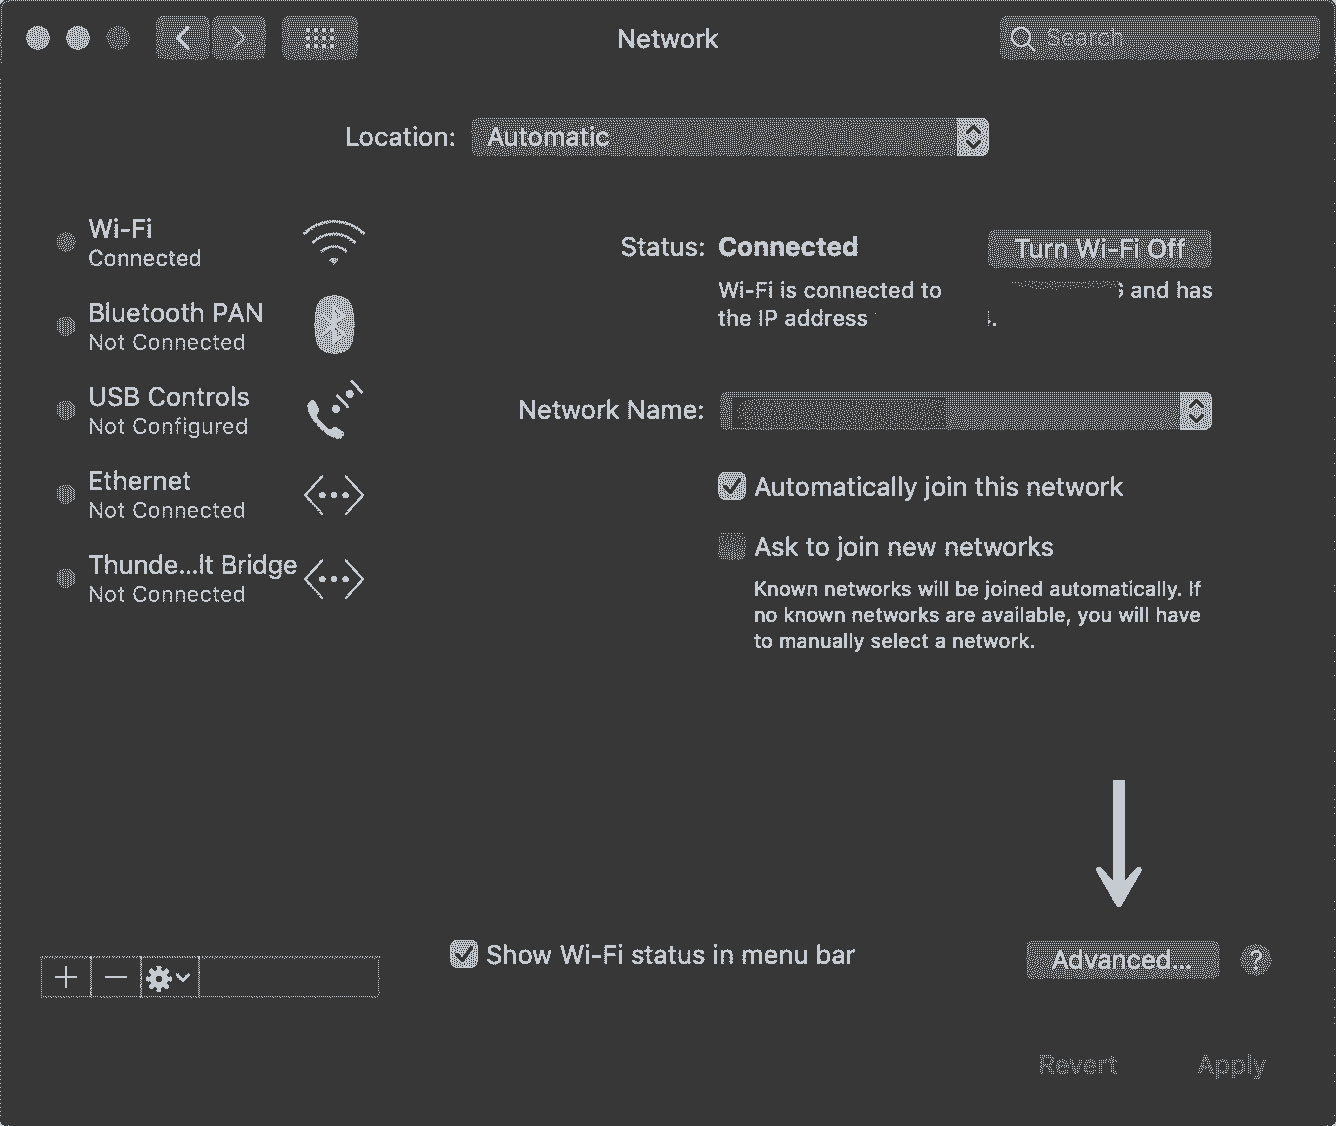 Network
Search
Location: Automatic
Wi-Fi
Connected
Bluetooth PAN
Not Connected
USB Controls
Not Configured
Ethernet
Not Connected
Thunde...lt Bridge
Not Connected
Status: Connected
Turn Wi-Fi Off
Wi-Fi is connected to and has
the IP address .
Network Name:
Automatically join this network
Ask to join new networks
Known networks will be joined automatically. If
no known networks are available, you will have
to manually select a network.
Show Wi-Fi status in menu bar
Advanced...
?
Revert
Apply